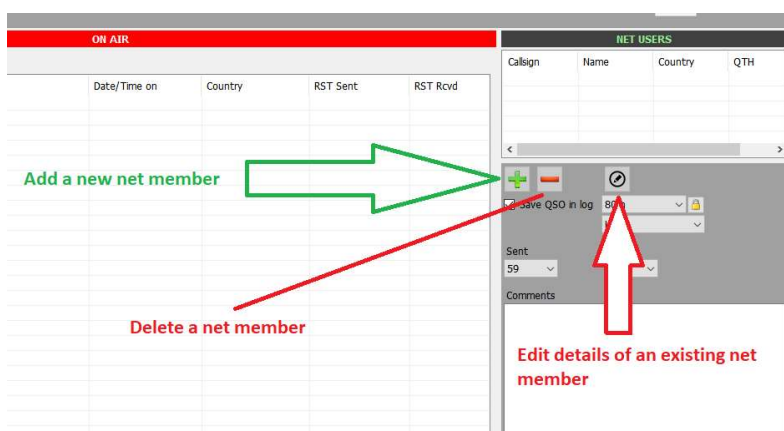 ON AIR
NET USERS
Callsign Name Country QTH
Date/Time on Country RST Sent RST Rcvd
Add a new net member
Save QSO in log
Sent
59
Comments
Delete a net member
Edit details of an existing net
member